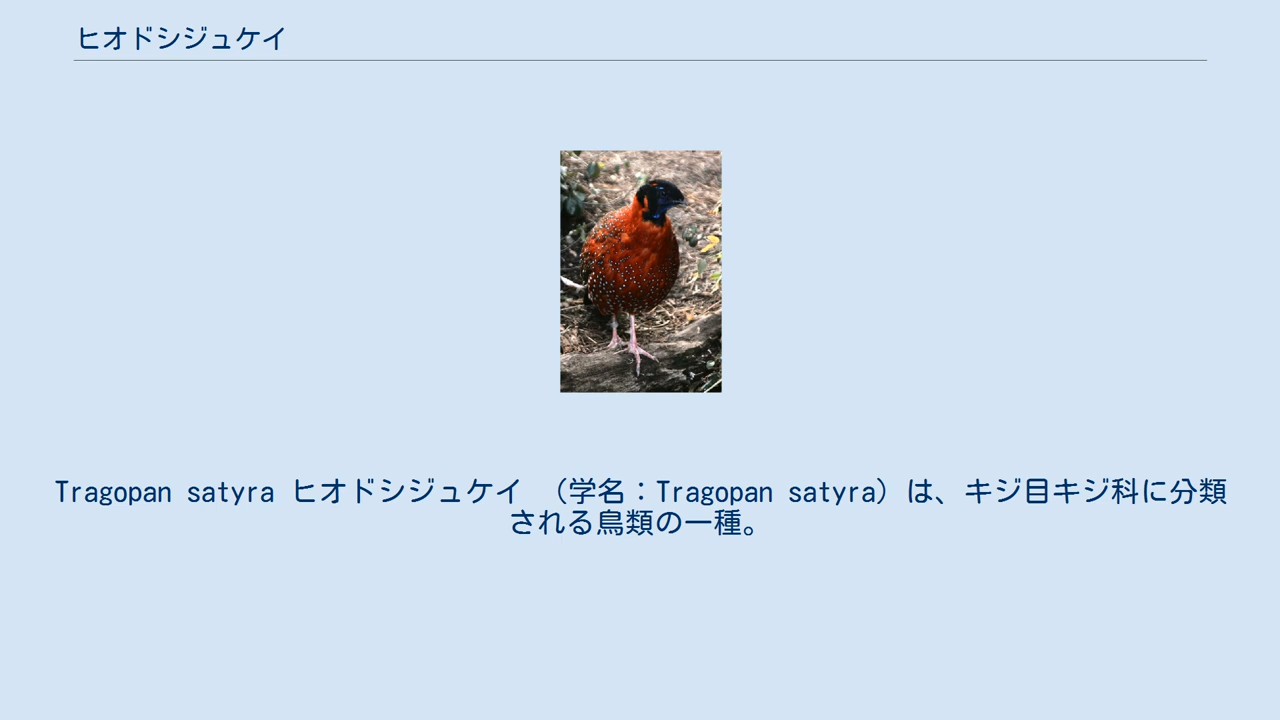 ヒオドシジュケイ
Tragopan satyra ヒオドシジュケイ （学名：Tragopan satyra）は、キジ目キジ科に分類
される鳥類の一種。